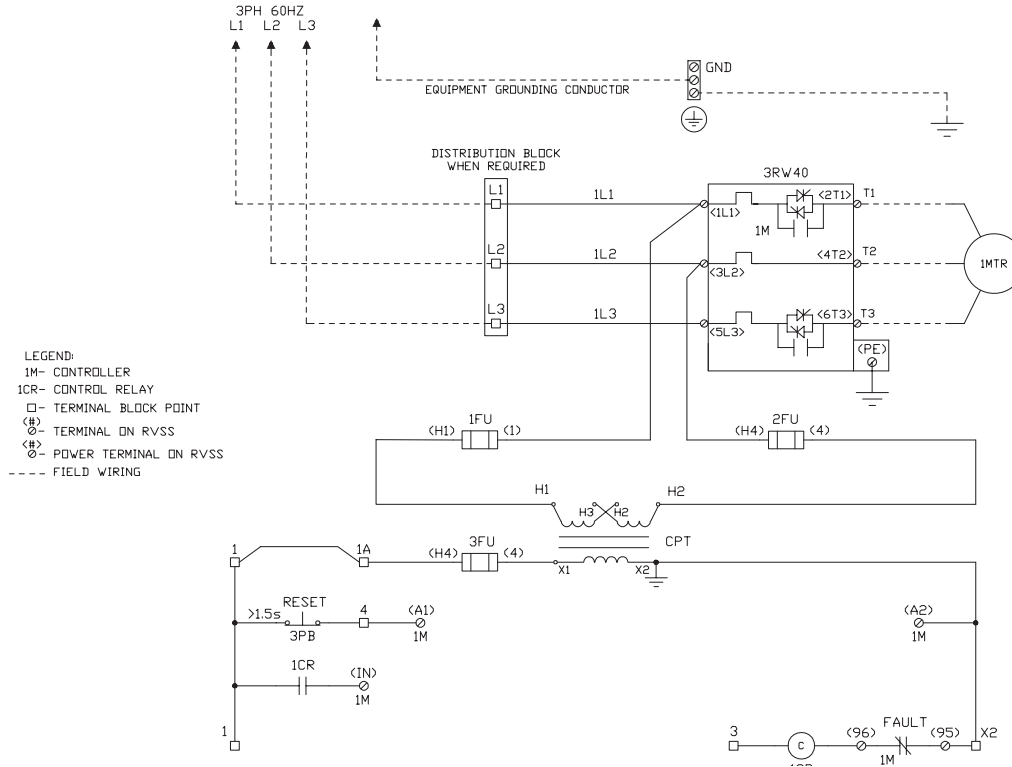 3PH 60HZ
L1 L2 L3
GND
EQUIPMENT GROUNDING CONDUCTOR
DISTRIBUTION BLOCK
WHEN REQUIRED
3RW40
L1
1L1
<1L1>
<2T1>
T1
1M
L2
1L2
<3L2>
<4T2>
T2
1MTR
L3
1L3
<5L3>
<6T3>
T3
(PE)
LEGEND:
1M- CONTROLLER
1CR- CONTROL RELAY
- TERMINAL BLOCK POINT
(#)
- TERMINAL ON RVSS
<#>
- POWER TERMINAL ON RVSS
---- FIELD WIRING
1FU
(H1) (1)
2FU
(H4) (4)
H1 H3 H2 H2
CPT
1 1A
3FU
(H4) (4)
X1 X2
RESET
>1.5s
3PB
4
(A1)
1M
(A2)
1M
1CR
(IN)
1M
1
3
C
(96)
FAULT
1M
(95)
X2